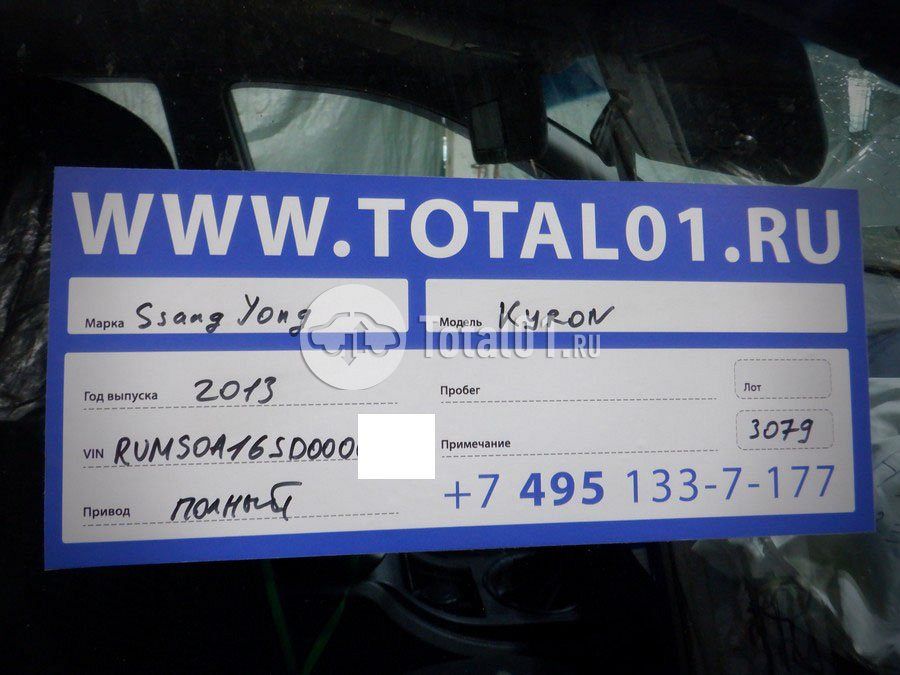 WWW.TOTAL01.RU
Марка Ssang Yong Модель Kyron
Total01.RU
Год выпуска 2013 Пробег Лот
VIN RUMS0A16SD000 Примечание 3079
Привод полный +7 495 133-7-177